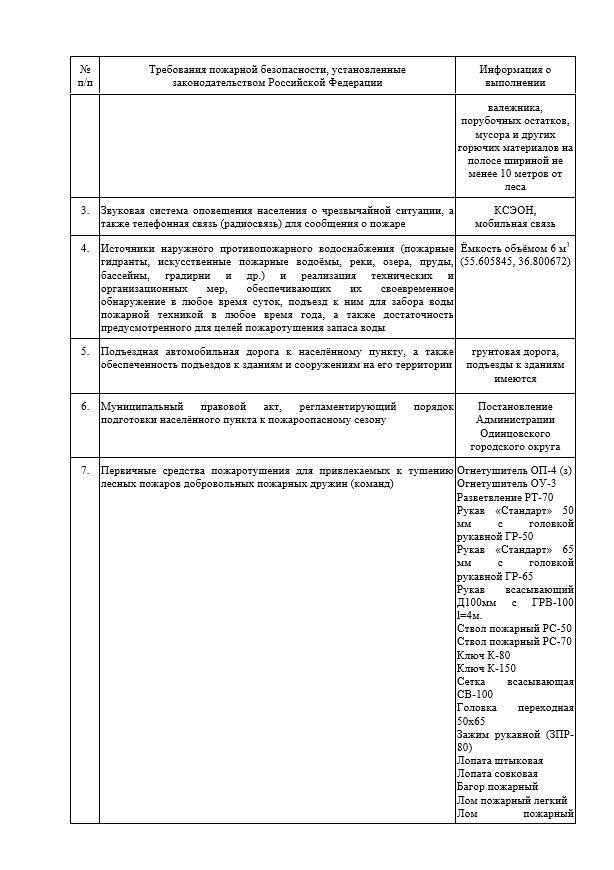 №
п/п
Требования пожарной безопасности, установленные
законодательством Российской Федерации
Информация о
выполнении
валежника,
порубочных остатков,
мусора и других
горючих материалов на
полосе шириной не
менее 10 метров от
леса
3.
Звуковая система оповещения населения о чрезвычайной ситуации, а
также телефонная связь (радиосвязь) для сообщения о пожаре
КСЭОН,
мобильная связь
4.
Источники наружного противопожарного водоснабжения (пожарные
гидранты, искусственные пожарные водоёмы, реки, озера, пруды,
бассейны, градирни и др.) и реализация технических и
организационных мер, обеспечивающих их своевременное
обнаружение в любое время суток, подъезд к ним для забора воды
пожарной техникой в любое время года, а также достаточность
предусмотренного для целей пожаротушения запаса воды
Ёмкость объёмом 6 м³
(55.605845, 36.800672)
5.
Подъездная автомобильная дорога к населённому пункту, а также
обеспеченность подъездов к зданиям и сооружениям на его территории
грунтовая дорога,
подъезды к зданиям
имеются
6.
Муниципальный правовой акт, регламентирующий порядок
подготовки населённого пункта к пожароопасному сезону
Постановление
Администрации
Одинцовского
городского округа
7.
Первичные средства пожаротушения для привлекаемых к тушению
лесных пожаров добровольных пожарных дружин (команд)
Огнетушитель ОП-4 (з)
Огнетушитель ОУ-3
Разветвление РТ-70
Рукав «Стандарт» 50
мм с головкой
рукавной ГР-50
Рукав «Стандарт» 65
мм с головкой
рукавной ГР-65
Рукав всасывающий
Д100мм с ГРВ-100
l=4м.
Ствол пожарный РС-50
Ствол пожарный РС-70
Ключ К-80
Ключ К-150
Сетка всасывающая
СВ-100
Головка переходная
50х65
Зажим рукавной (ЗПР-
80)
Лопата штыковая
Лопата совковая
Багор пожарный
Лом пожарный легкий
Лом пожарный